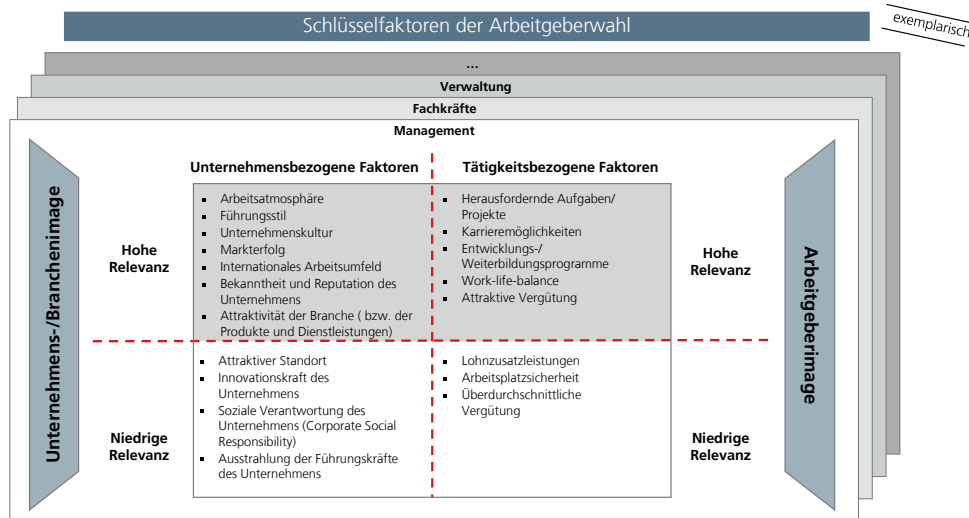 Schlüsselfaktoren der Arbeitgeberwahl
exemplarisch
...
Verwaltung
Fachkräfte
Management
Unternehmens-/Branchenimage
Unternehmensbezogene Faktoren
Tätigkeitsbezogene Faktoren
Hohe
Relevanz
▪ Arbeitsatmosphäre
▪ Führungsstil
▪ Unternehmenskultur
▪ Markterfolg
▪ Internationales Arbeitsumfeld
▪ Bekanntheit und Reputation des
Unternehmens
▪ Attraktivität der Branche ( bzw. der
Produkte und Dienstleistungen)
▪ Herausfordernde Aufgaben/
Projekte
▪ Karrieremöglichkeiten
▪ Entwicklungs-/
Weiterbildungsprogramme
▪ Work-life-balance
▪ Attraktive Vergütung
Hohe
Relevanz
Niedrige
Relevanz
▪ Attraktiver Standort
▪ Innovationskraft des
Unternehmens
▪ Soziale Verantwortung des
Unternehmens (Corporate Social
Responsibility)
▪ Ausstrahlung der Führungskräfte
des Unternehmens
▪ Lohnzusatzleistungen
▪ Arbeitsplatzsicherheit
▪ Überdurchschnittliche
Vergütung
Niedrige
Relevanz
Arbeitgeberimage